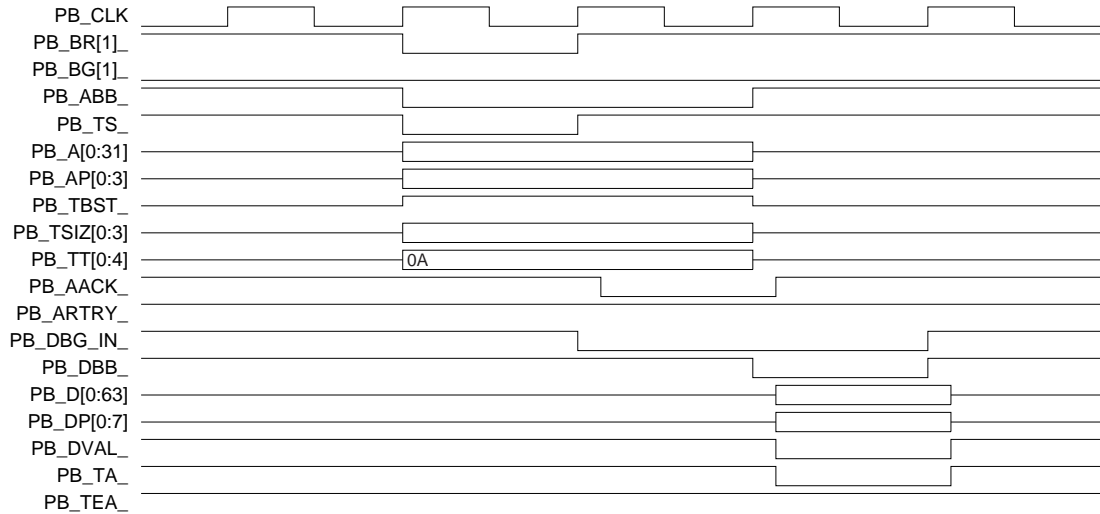 PB_CLK
PB_BR[1]_
PB_BG[1]_
PB_ABB_
PB_TS_
PB_A[0:31]
PB_AP[0:3]
PB_TBST_
PB_TSIZ[0:3]
PB_TT[0:4] 0A
PB_AACK_
PB_ARTRY_
PB_DBG_IN_
PB_DBB_
PB_D[0:63]
PB_DP[0:7]
PB_DVAL_
PB_TA_
PB_TEA_